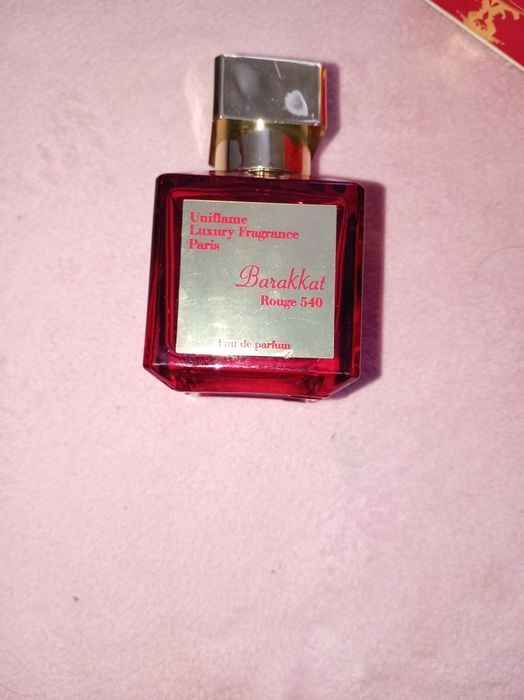 Uniflame
Luxury Fragrance
Paris
Barakkat
Rouge 540
Eau de parfum